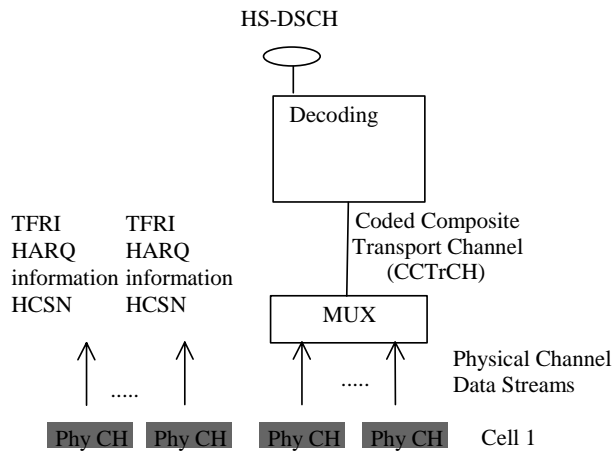 HS-DSCH
Decoding
TFRI
HARQ
information
HCSN
TFRI
HARQ
information
HCSN
Coded Composite
Transport Channel
(CCTrCH)
MUX
Physical Channel
Data Streams
.....
.....
Phy CH
Phy CH
Phy CH
Phy CH
Cell 1